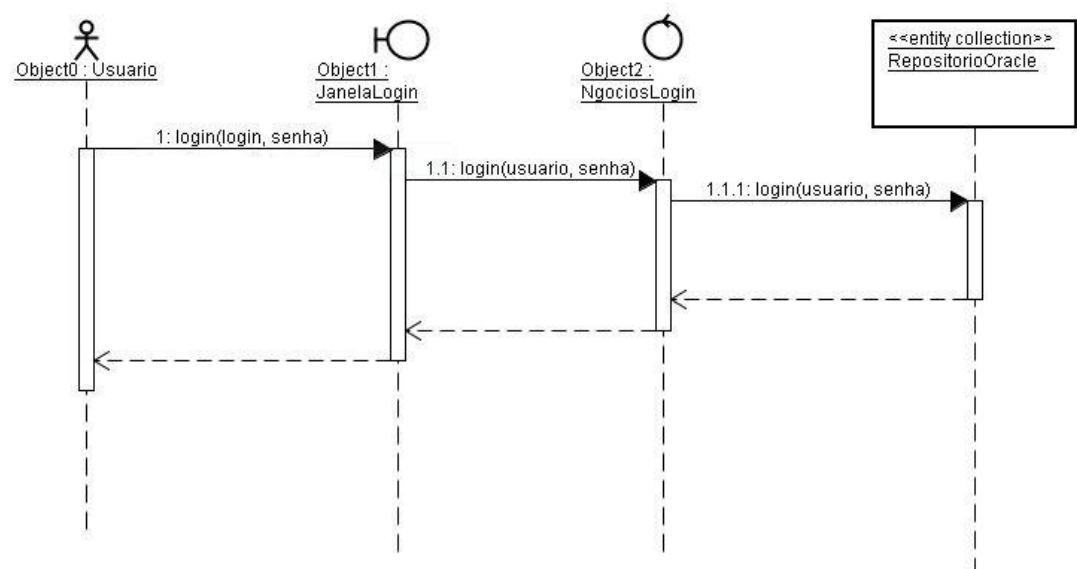 Object0 : Usuario
Object1 :
JanelaLogin
Object2 :
NgociosLogin
<<entity collection>>
RepositorioOracle
1: login(login, senha)
1.1: login(usuario, senha)
1.1.1: login(usuario, senha)